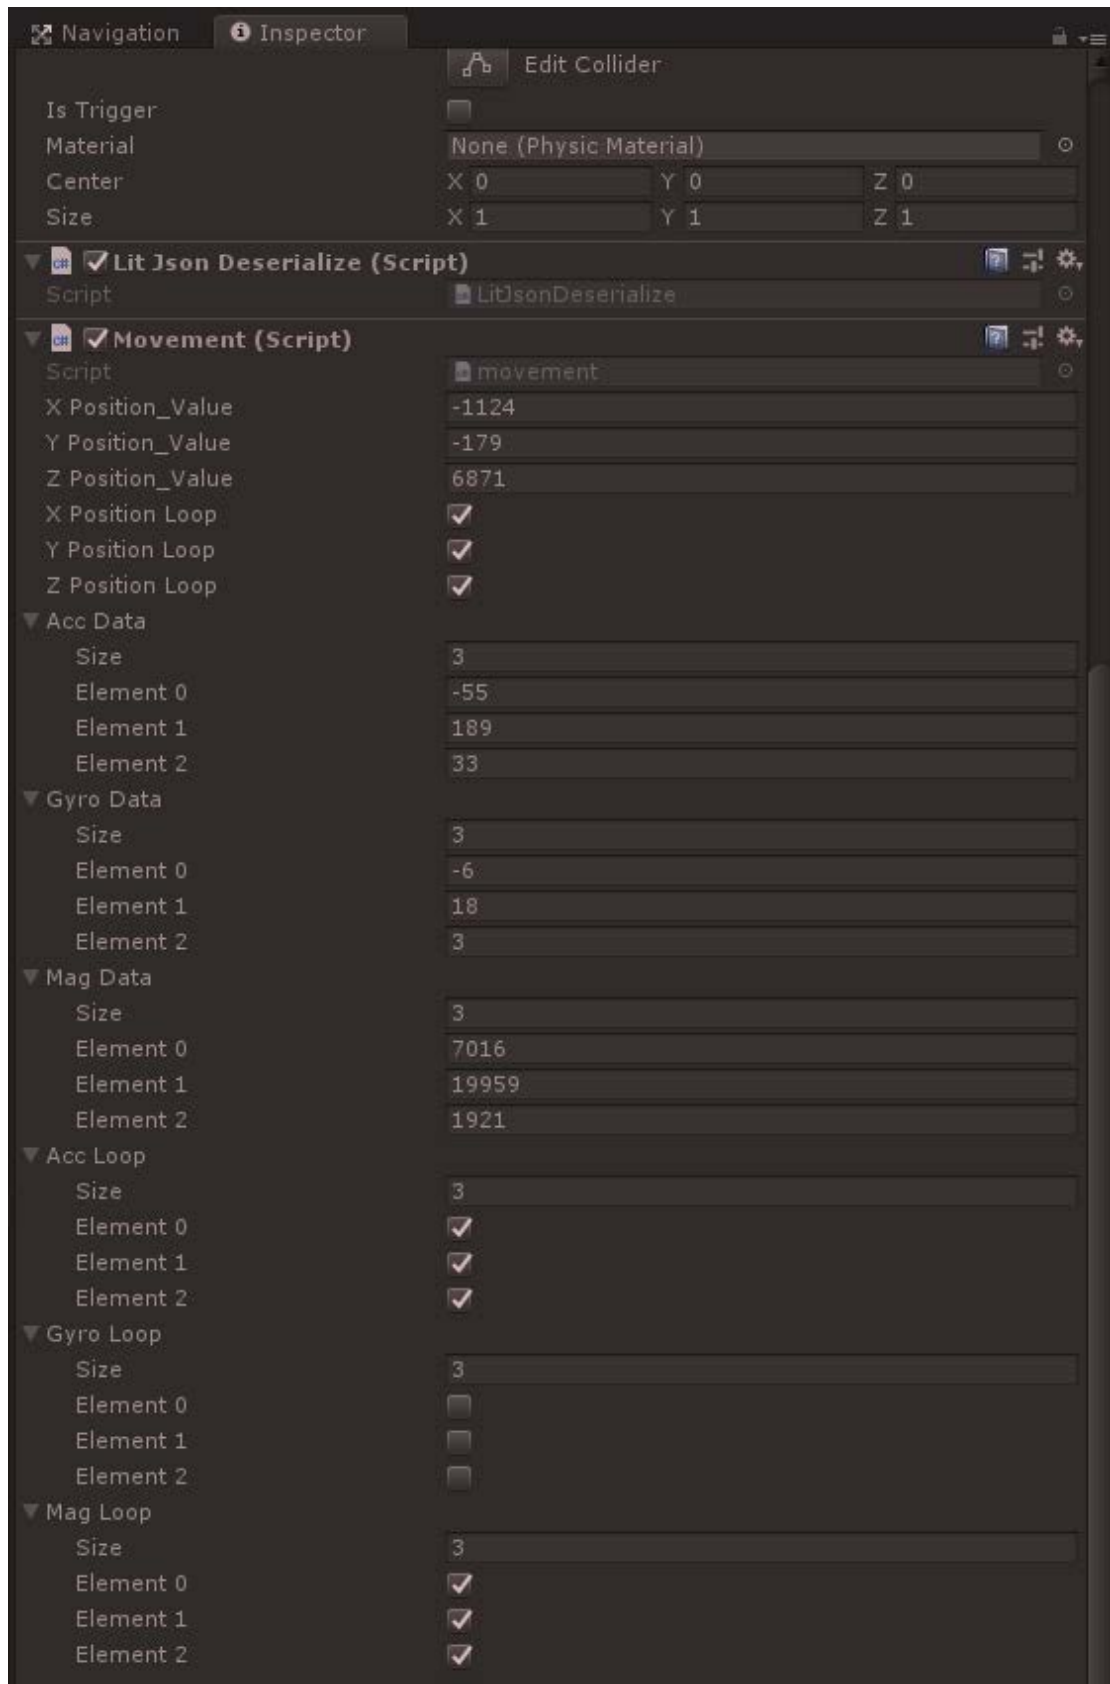 Navigation Inspector
Edit Collider
Is Trigger
Material None (Physic Material)
Center X 0 Y 0 Z 0
Size X 1 Y 1 Z 1
c# Lit Json Deserialize (Script)
Script LitJsonDeserialize
c# Movement (Script)
Script movement
X Position_Value -1124
Y Position_Value -179
Z Position_Value 6871
X Position Loop
Y Position Loop
Z Position Loop
Acc Data
Size 3
Element 0 -55
Element 1 189
Element 2 33
Gyro Data
Size 3
Element 0 -6
Element 1 18
Element 2 3
Mag Data
Size 3
Element 0 7016
Element 1 19959
Element 2 1921
Acc Loop
Size 3
Element 0
Element 1
Element 2
Gyro Loop
Size 3
Element 0
Element 1
Element 2
Mag Loop
Size 3
Element 0
Element 1
Element 2